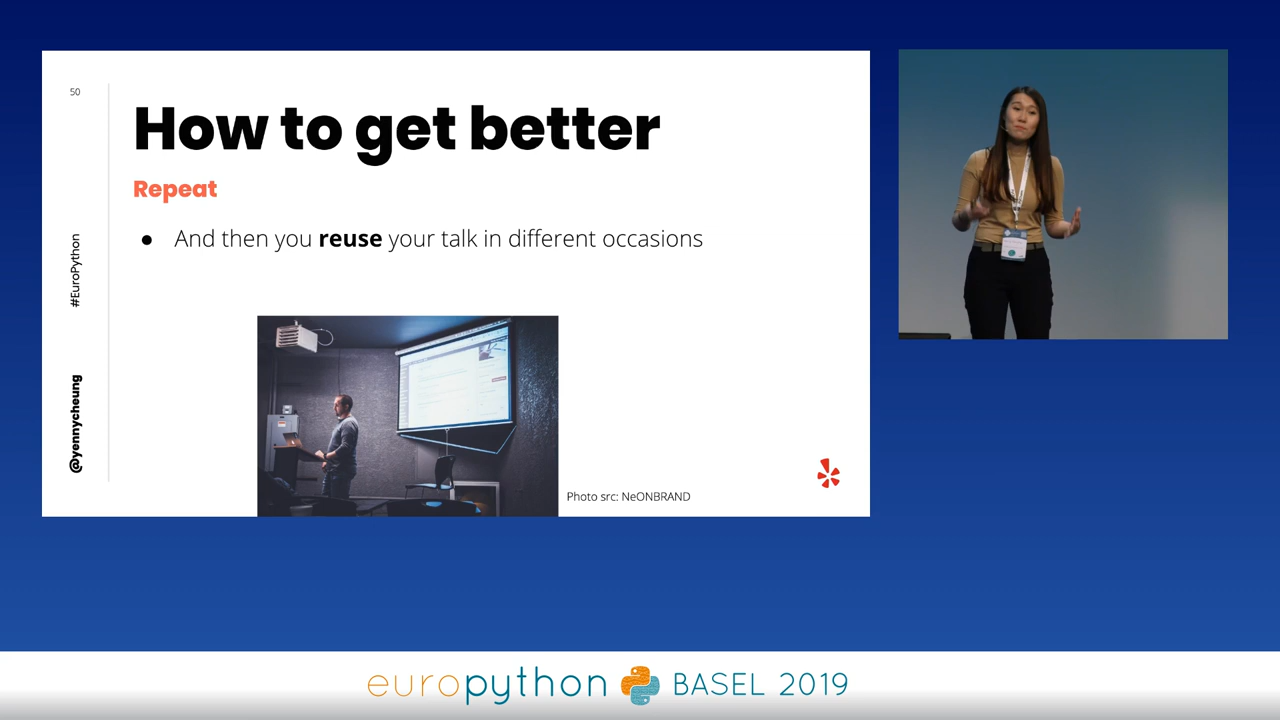 50
How to get better
Repeat
● And then you reuse your talk in different occasions
#EuroPython
@yennycheung
Photo src: NeONBRAND
europython BASEL 2019